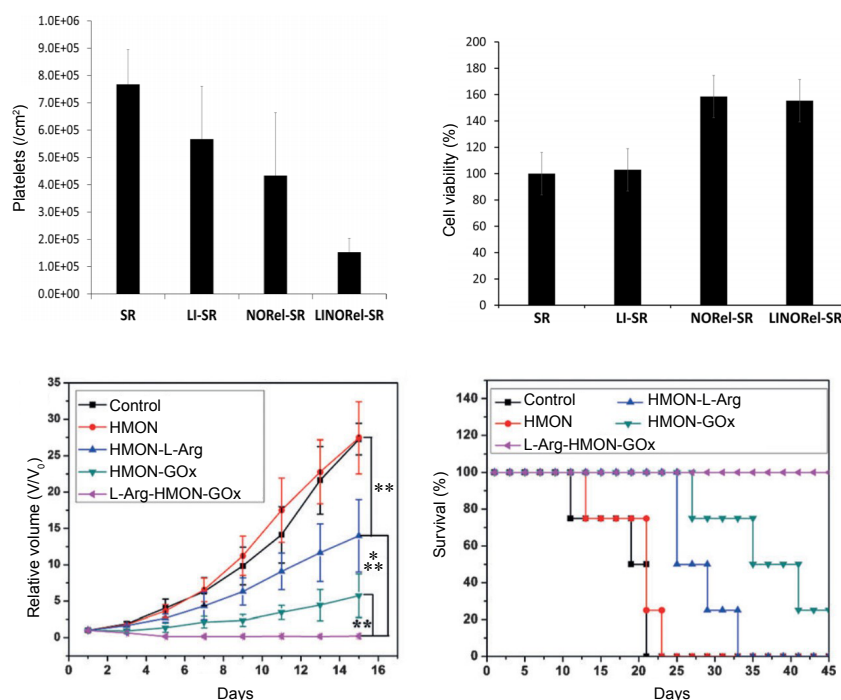 Platelets (/cm²)
1.0E+06
9.0E+05
8.0E+05
7.0E+05
6.0E+05
5.0E+05
4.0E+05
3.0E+05
2.0E+05
1.0E+05
0.0E+00
SR
LI-SR
NORel-SR
LINORel-SR
Cell viability (%)
200
180
160
140
120
100
80
60
40
20
0
SR
LI-SR
NORel-SR
LINORel-SR
Relative volume (V/V₀)
35
30
25
20
15
10
5
0
Control
HMON
HMON-L-Arg
HMON-GOx
L-Arg-HMON-GOx
**
*
**
**
0 2 4 6 8 10 12 14 16
Days
Survival (%)
140
120
100
80
60
40
20
0
Control
HMON-L-Arg
HMON
HMON-GOx
L-Arg-HMON-GOx
0 5 10 15 20 25 30 35 40 45
Days